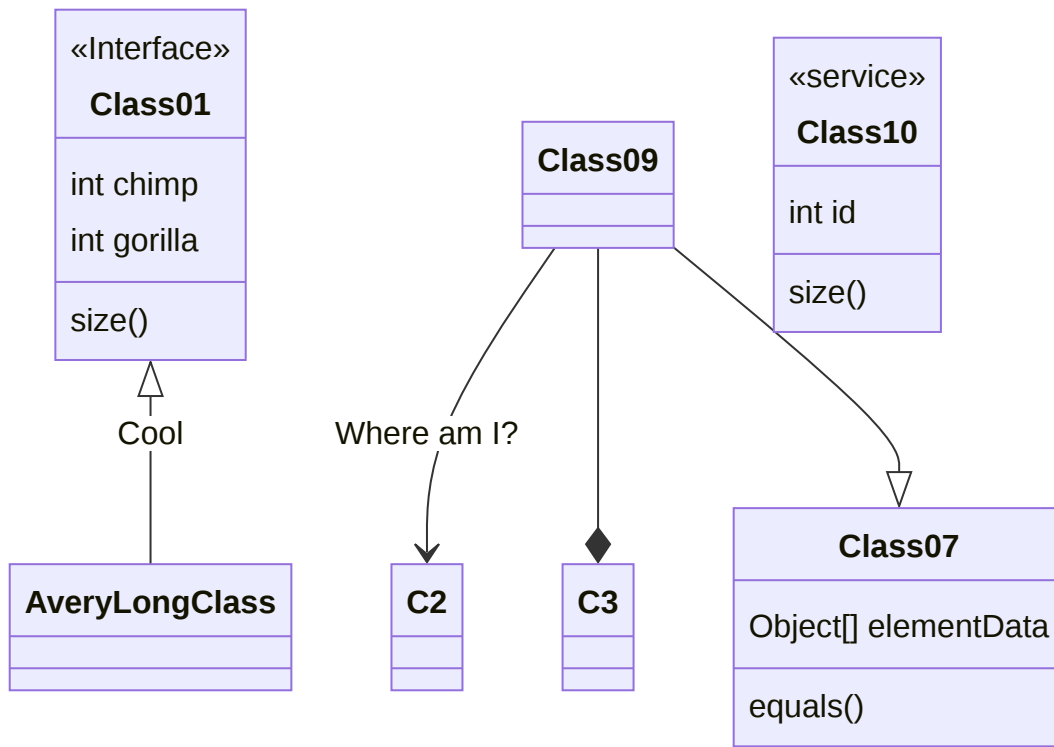 «Interface»
Class01
int chimp
int gorilla
size()
Cool
AveryLongClass
Class09
Where am I?
C2
C3
«service»
Class10
int id
size()
Class07
Object[] elementData
equals()